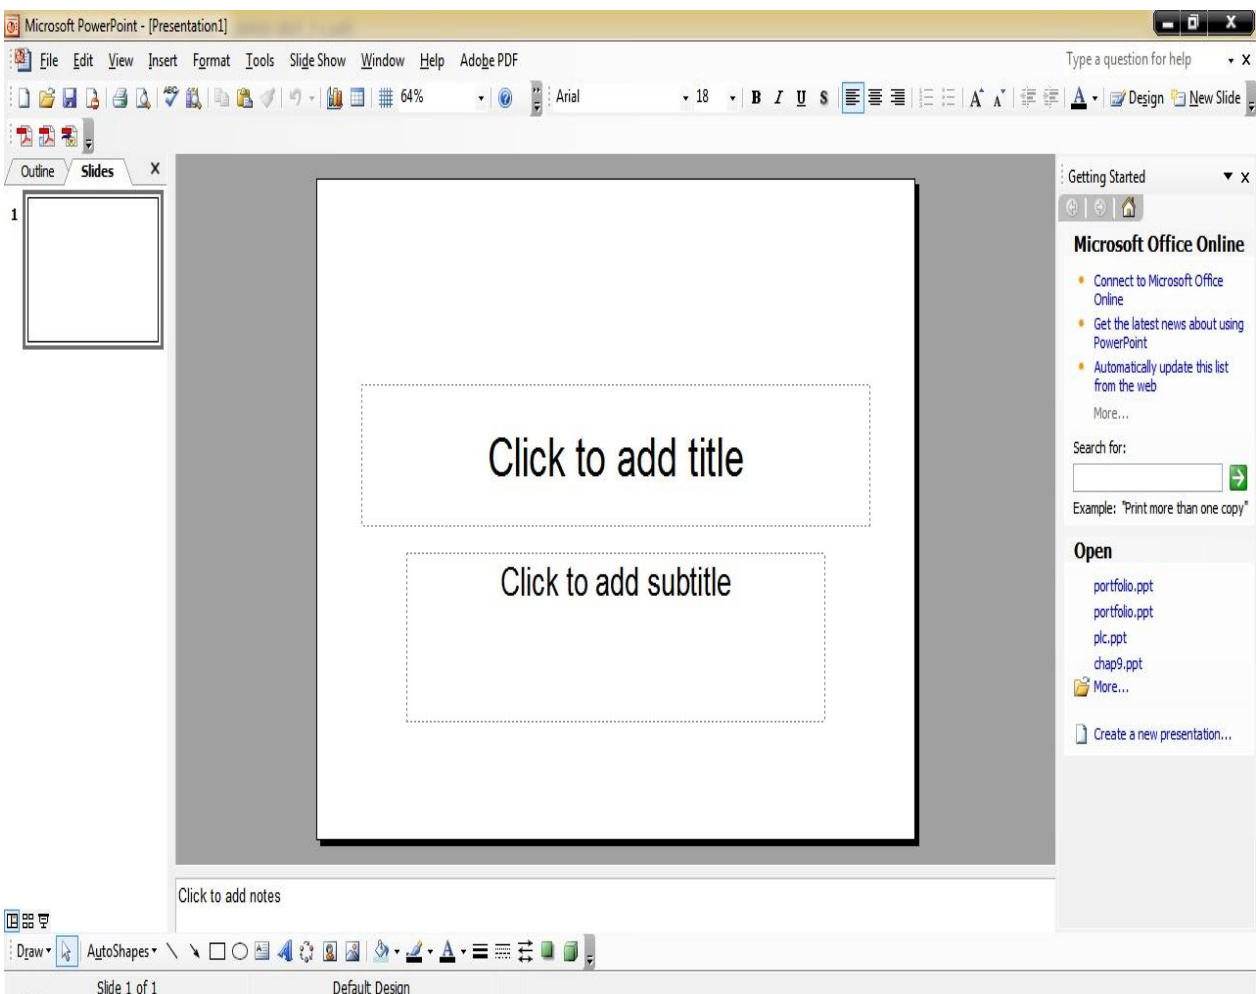 Microsoft PowerPoint - [Presentation1]
File Edit View Insert Format Tools Slide Show Window Help Adobe PDF
Type a question for help
64%
Arial
18
B I U S
A A
A
Design
New Slide
Outline
Slides
X
1
Click to add title
Click to add subtitle
Click to add notes
Getting Started
Microsoft Office Online
Connect to Microsoft Office
Online
Get the latest news about using
PowerPoint
Automatically update this list
from the web
More...
Search for:
Example: "Print more than one copy"
Open
portfolio.ppt
portfolio.ppt
plc.ppt
chap9.ppt
More...
Create a new presentation...
Draw AutoShapes
A
Slide 1 of 1
Default Design